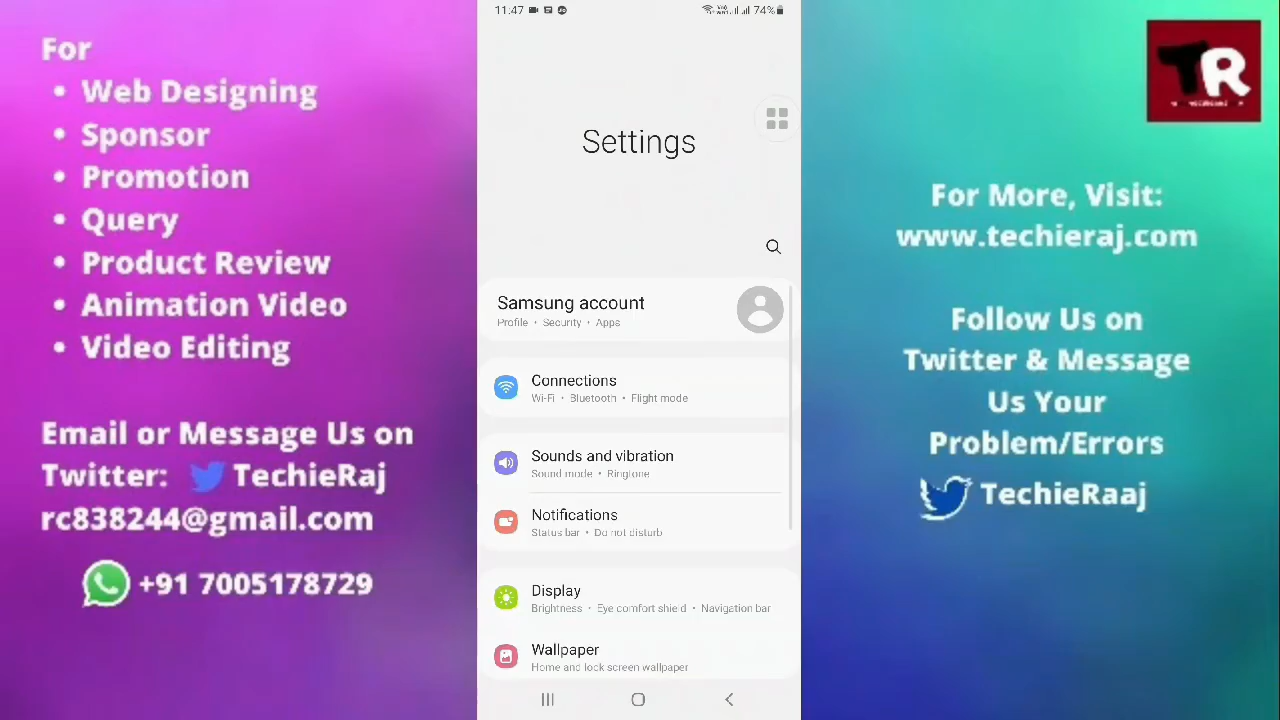 For
• Web Designing
• Sponsor
• Promotion
• Query
• Product Review
• Animation Video
• Video Editing
Email or Message Us on
Twitter: TechieRaj
rc838244@gmail.com
+91 7005178729
11:47
74%
Settings
Samsung account
Profile • Security • Apps
Connections
Wi-Fi • Bluetooth • Flight mode
Sounds and vibration
Sound mode • Ringtone
Notifications
Status bar • Do not disturb
Display
Brightness • Eye comfort shield • Navigation bar
Wallpaper
Home and lock screen wallpaper
TR
For More, Visit:
www.techieraj.com
Follow Us on
Twitter & Message
Us Your
Problem/Errors
TechieRaaj